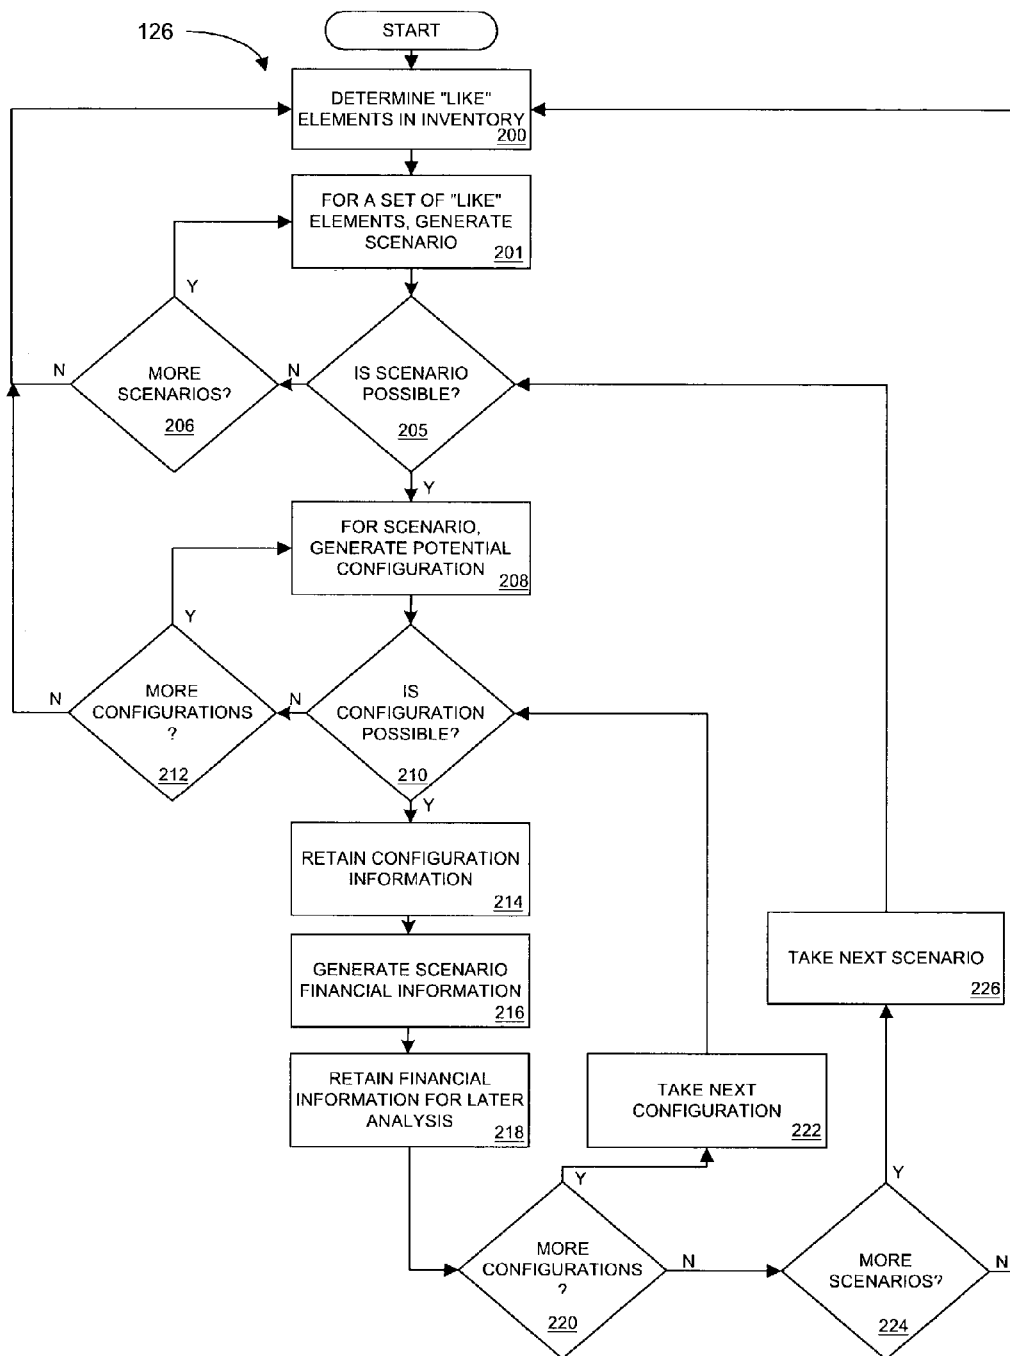 126
START
DETERMINE "LIKE"
ELEMENTS IN INVENTORY
200
FOR A SET OF "LIKE"
ELEMENTS, GENERATE
SCENARIO
201
Y
N
MORE
SCENARIOS?
206
N
IS SCENARIO
POSSIBLE?
205
Y
FOR SCENARIO,
GENERATE POTENTIAL
CONFIGURATION
208
Y
N
MORE
CONFIGURATIONS
?
212
N
IS
CONFIGURATION
POSSIBLE?
210
Y
RETAIN CONFIGURATION
INFORMATION
214
GENERATE SCENARIO
FINANCIAL INFORMATION
216
RETAIN FINANCIAL
INFORMATION FOR LATER
ANALYSIS
218
TAKE NEXT
CONFIGURATION
222
TAKE NEXT SCENARIO
226
Y
MORE
CONFIGURATIONS
?
220
N
Y
MORE
SCENARIOS?
224
N